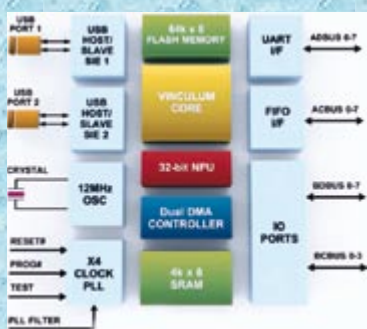 USB
PORT 1
USB
HOST/
SLAVE
SIE 1
64k x 8
FLASH MEMORY
UART
I/F
ADBUS 0-7
USB
PORT 2
USB
HOST/
SLAVE
SIE 2
VINCULUM
CORE
FIFO
I/F
ACBUS 0-7
CRYSTAL
12MHz
OSC
32-bit NPU
Dual DMA
CONTROLLER
IO
PORTS
BDBUS 0-7
RESET#
PROG#
TEST
PLL FILTER
X4
CLOCK
PLL
4k x 8
SRAM
BCBUS 0-3